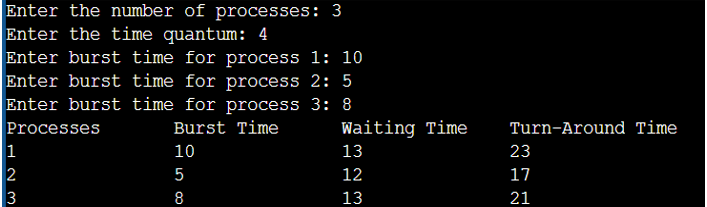 Enter the number of processes: 3
Enter the time quantum: 4
Enter burst time for process 1: 10
Enter burst time for process 2: 5
Enter burst time for process 3: 8
Processes Burst Time Waiting Time Turn-Around Time
1 10 13 23
2 5 12 17
3 8 13 21